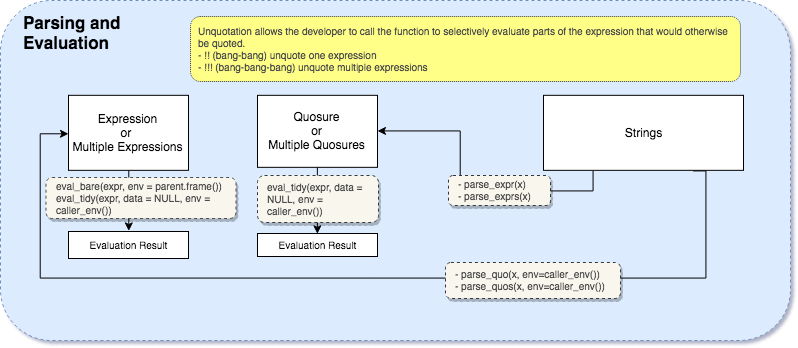 Parsing and
Evaluation
Unquotation allows the developer to call the function to selectively evaluate parts of the expression that would otherwise
be quoted.
- !! (bang-bang) unquote one expression
- !!! (bang-bang-bang) unquote multiple expressions
Expression
or
Multiple Expressions
Quosure
or
Multiple Quosures
Strings
eval_bare(expr, env = parent.frame())
eval_tidy(expr, data = NULL, env =
caller_env())
eval_tidy(expr, data =
NULL, env =
caller_env())
- parse_expr(x)
- parse_exprs(x)
Evaluation Result
Evaluation Result
- parse_quo(x, env=caller_env())
- parse_quos(x, env=caller_env())